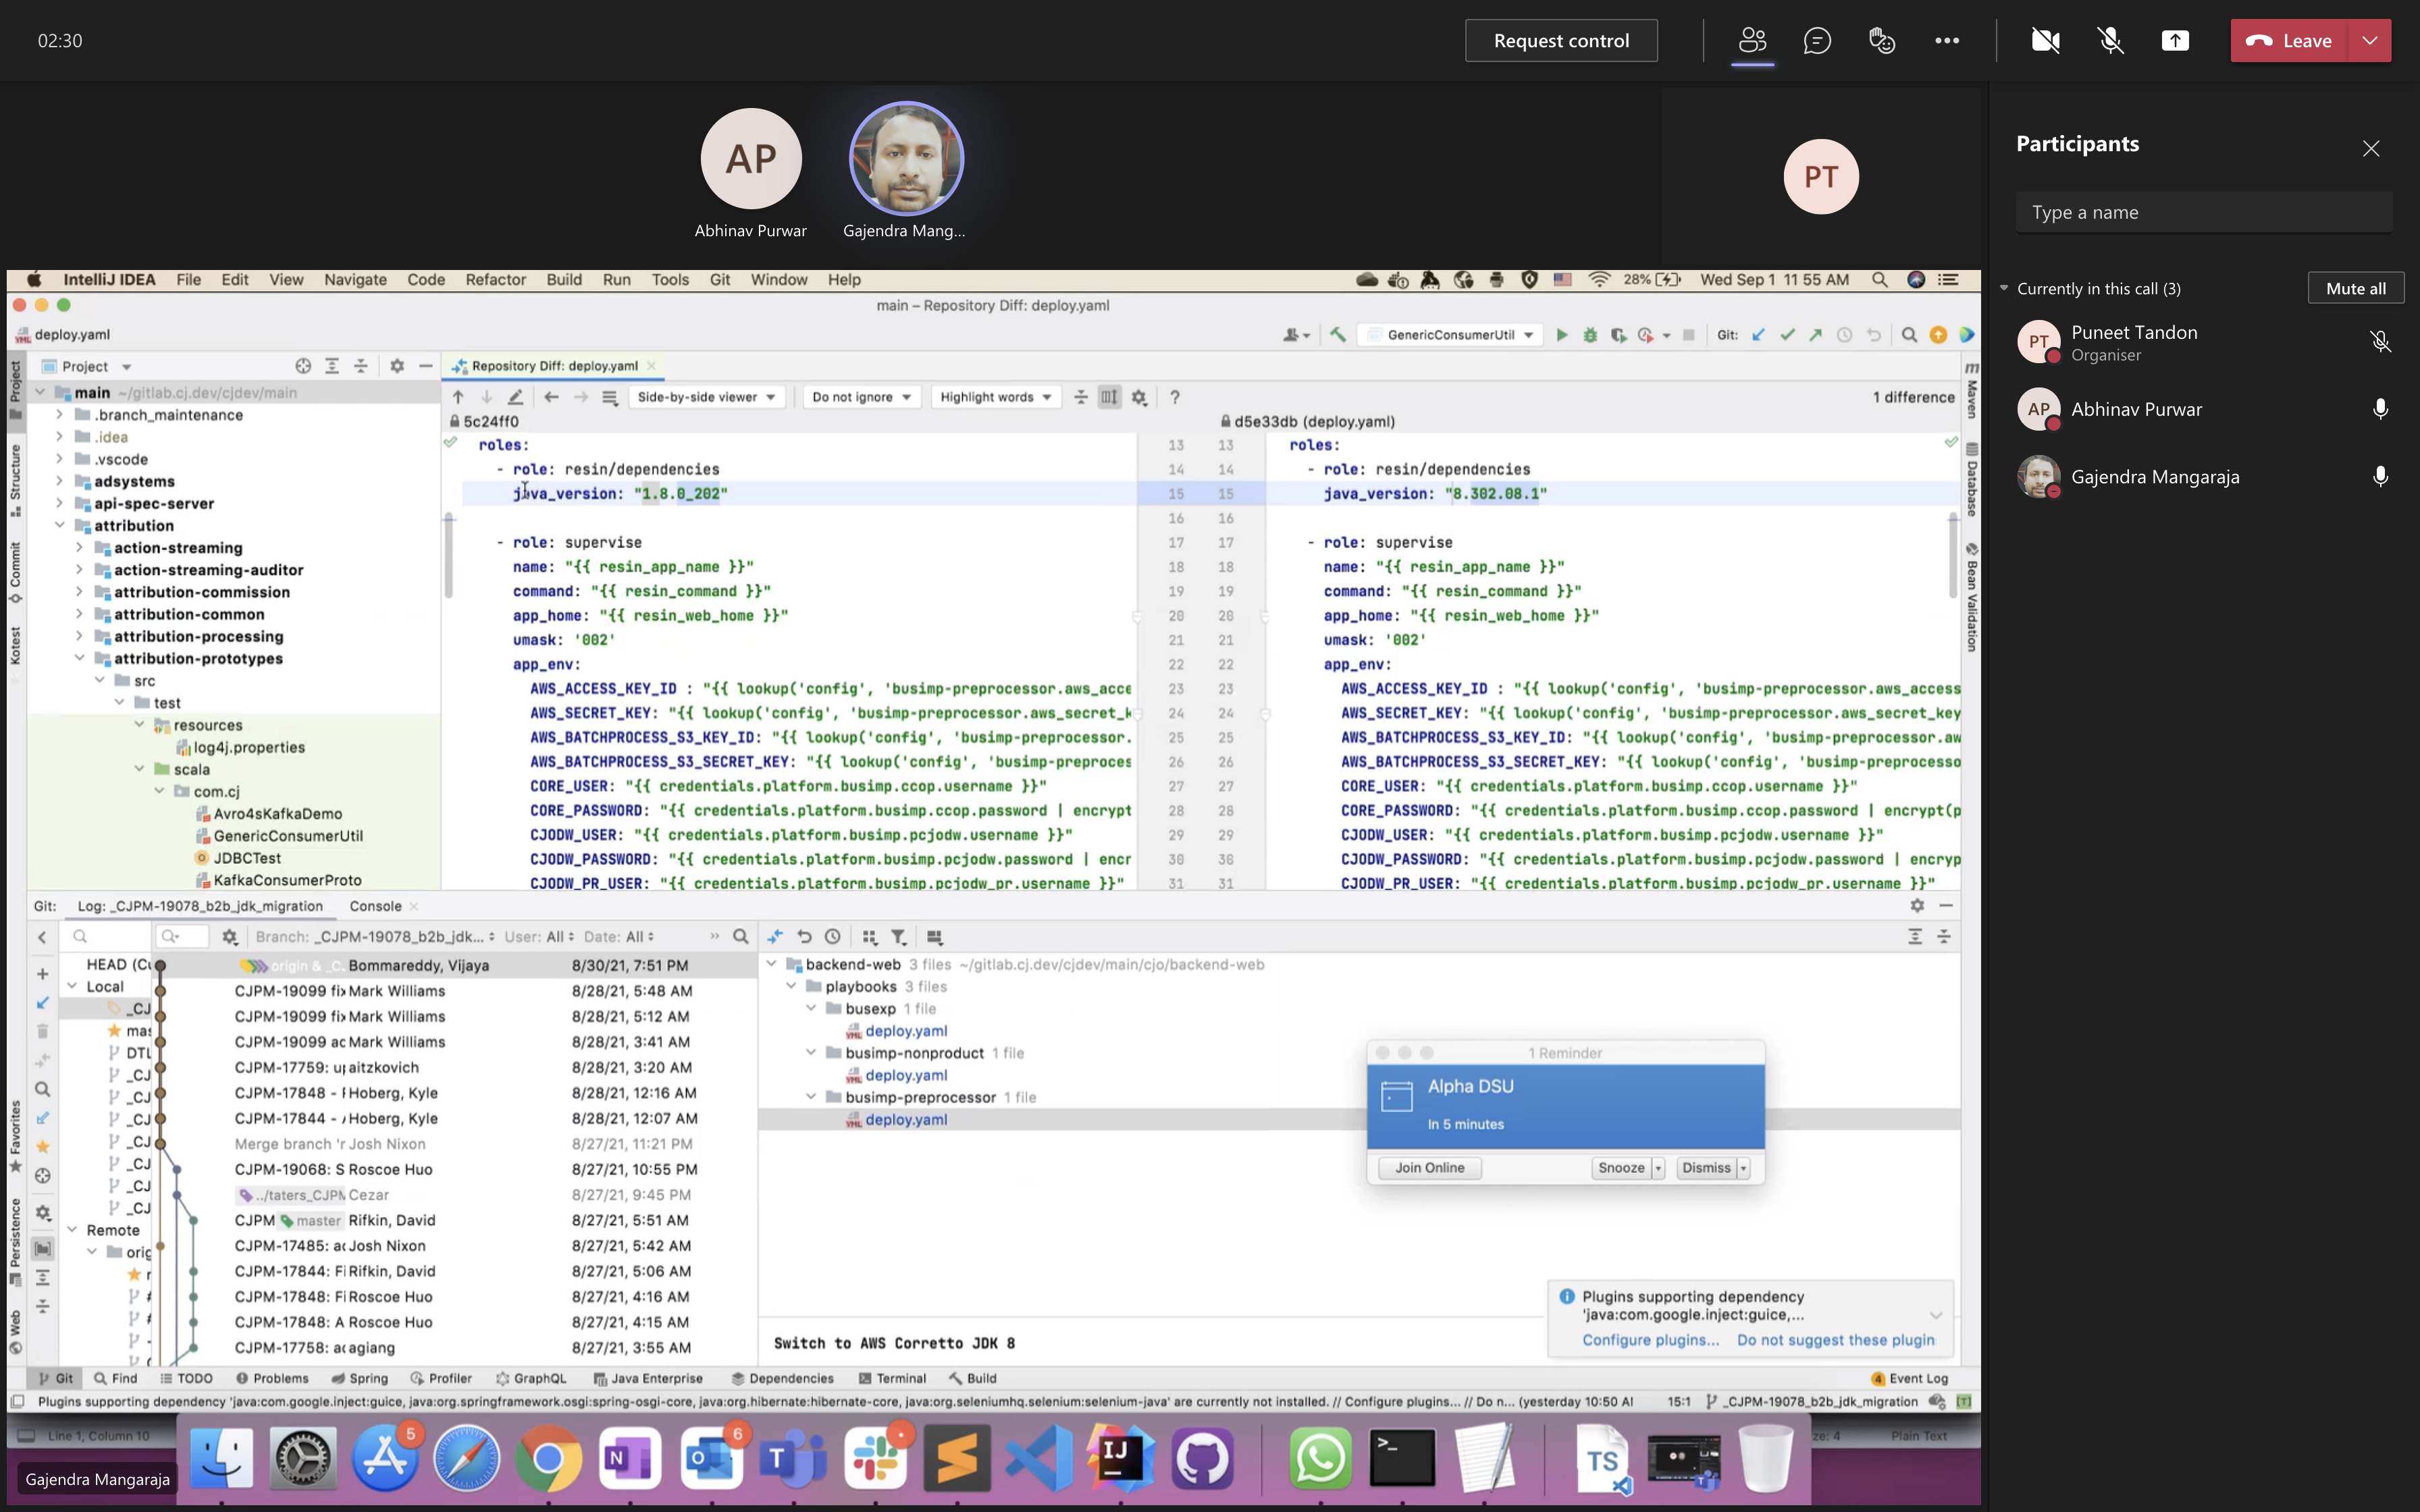 02:30
Request control
Leave
AP
Abhinav Purwar
Gajendra Mang...
PT
Participants
Type a name
Currently in this call (3)
Mute all
PT
Puneet Tandon
Organiser
AP
Abhinav Purwar
Gajendra Mangaraja
IntelliJ IDEA File Edit View Navigate Code Refactor Build Run Tools Git Window Help
28%
Wed Sep 1 11 55 AM
main – Repository Diff: deploy.yaml
deploy.yaml
GenericConsumerUtil
Git:
Project
Repository Diff: deploy.yaml
main ~/gitlab.cj.dev/cjdev/main
.branch_maintenance
.idea
.vscode
adsystems
api-spec-server
attribution
action-streaming
action-streaming-auditor
attribution-commission
attribution-common
attribution-processing
attribution-prototypes
src
test
resources
log4j.properties
scala
com.cj
Avro4sKafkaDemo
GenericConsumerUtil
JDBCTest
KafkaConsumerProto
Project
Structure
Commit
Kotest
Favorites
Persistence
Web
Side-by-side viewer
Do not ignore
Highlight words
?
1 difference
5c24ff0
roles:
- role: resin/dependencies
java_version: "1.8.0_202"
- role: supervise
name: "{{ resin_app_name }}"
command: "{{ resin_command }}"
app_home: "{{ resin_web_home }}"
umask: '002'
app_env:
AWS_ACCESS_KEY_ID : "{{ lookup('config', 'busimp-preprocessor.aws_acce
AWS_SECRET_KEY: "{{ lookup('config', 'busimp-preprocessor.aws_secret_k
AWS_BATCHPROCESS_S3_KEY_ID: "{{ lookup('config', 'busimp-preprocessor.
AWS_BATCHPROCESS_S3_SECRET_KEY: "{{ lookup('config', 'busimp-preproces
CORE_USER: "{{ credentials.platform.busimp.ccop.username }}"
CORE_PASSWORD: "{{ credentials.platform.busimp.ccop.password | encrypt
CJODW_USER: "{{ credentials.platform.busimp.pcjodw.username }}"
CJODW_PASSWORD: "{{ credentials.platform.busimp.pcjodw.password | encr
CJODW_PR_USER: "{{ credentials.platform.busimp.pcjodw_pr.username }}"
13 13
14 14
15 15
16 16
17 17
18 18
19 19
20 20
21 21
22 22
23 23
24 24
25 25
26 26
27 27
28 28
29 29
30 30
31 31
d5e33db (deploy.yaml)
roles:
- role: resin/dependencies
java_version: "8.302.08.1"
- role: supervise
name: "{{ resin_app_name }}"
command: "{{ resin_command }}"
app_home: "{{ resin_web_home }}"
umask: '002'
app_env:
AWS_ACCESS_KEY_ID : "{{ lookup('config', 'busimp-preprocessor.aws_access
AWS_SECRET_KEY: "{{ lookup('config', 'busimp-preprocessor.aws_secret_key
AWS_BATCHPROCESS_S3_KEY_ID: "{{ lookup('config', 'busimp-preprocessor.aw
AWS_BATCHPROCESS_S3_SECRET_KEY: "{{ lookup('config', 'busimp-preprocesso
CORE_USER: "{{ credentials.platform.busimp.ccop.username }}"
CORE_PASSWORD: "{{ credentials.platform.busimp.ccop.password | encrypt(p
CJODW_USER: "{{ credentials.platform.busimp.pcjodw.username }}"
CJODW_PASSWORD: "{{ credentials.platform.busimp.pcjodw.password | encryp
CJODW_PR_USER: "{{ credentials.platform.busimp.pcjodw_pr.username }}"
m Maven
Database
Bean Validation
Git: Log: _CJPM-19078_b2b_jdk_migration Console
Branch: _CJPM-19078_b2b_jdk... User: All Date: All
HEAD (Cu
Local
_CJ
mas
DTL
_CJ
_CJ
_CJ
_CJ
_CJ
_CJ
_CJ
Remote
orig
origin & _C. Bommareddy, Vijaya 8/30/21, 7:51 PM
CJPM-19099 fix Mark Williams 8/28/21, 5:48 AM
CJPM-19099 fix Mark Williams 8/28/21, 5:12 AM
CJPM-19099 ac Mark Williams 8/28/21, 3:41 AM
CJPM-17759: up aitzkovich 8/28/21, 3:20 AM
CJPM-17848 - F Hoberg, Kyle 8/28/21, 12:16 AM
CJPM-17844 - / Hoberg, Kyle 8/28/21, 12:07 AM
Merge branch 'r Josh Nixon 8/27/21, 11:21 PM
CJPM-19068: S Roscoe Huo 8/27/21, 10:55 PM
../taters_CJPM Cezar 8/27/21, 9:45 PM
CJPM master Rifkin, David 8/27/21, 5:51 AM
CJPM-17485: ac Josh Nixon 8/27/21, 5:42 AM
CJPM-17844: Fi Rifkin, David 8/27/21, 5:06 AM
CJPM-17848: Fi Roscoe Huo 8/27/21, 4:16 AM
CJPM-17848: A Roscoe Huo 8/27/21, 4:15 AM
CJPM-17758: ac agiang 8/27/21, 3:55 AM
backend-web 3 files ~/gitlab.cj.dev/cjdev/main/cjo/backend-web
playbooks 3 files
busexp 1 file
deploy.yaml
busimp-nonproduct 1 file
deploy.yaml
busimp-preprocessor 1 file
deploy.yaml
Switch to AWS Corretto JDK 8
1 Reminder
Alpha DSU
In 5 minutes
Join Online
Snooze
Dismiss
Plugins supporting dependency
'java:com.google.inject:guice,...
Configure plugins... Do not suggest these plugin
Git Find TODO Problems Spring Profiler GraphQL Java Enterprise Dependencies Terminal Build
4 Event Log
Plugins supporting dependency 'java:com.google.inject:guice, java:org.springframework.osgi:spring-osgi-core, java:org.hibernate:hibernate-core, java:org.seleniumhq.selenium:selenium-java' are currently not installed. // Configure plugins... // Do n... (yesterday 10:50 AI
15:1 _CJPM-19078_b2b_jdk_migration
Line 1, Column 10
ze: 4
Plain Text
5
N
O
6
T
IJ
>_
TS
T
Gajendra Mangaraja